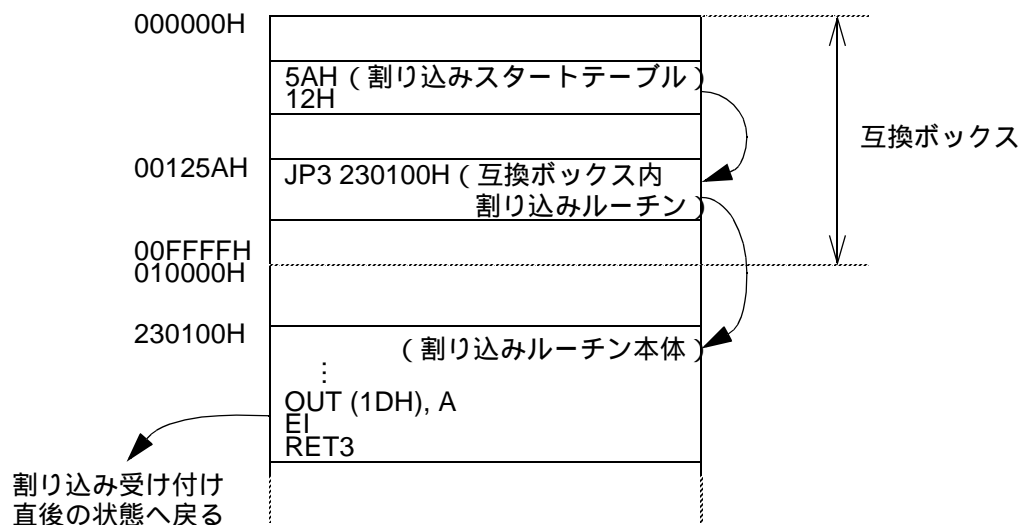 000000H
5AH（割り込みスタートテーブル）
12H
互換ボックス
00125AH
JP3 230100H（互換ボックス内
割り込みルーチン）
00FFFFH
010000H
230100H
（割り込みルーチン本体）
⋮
OUT (1DH), A
EI
RET3
割り込み受け付け
直後の状態へ戻る